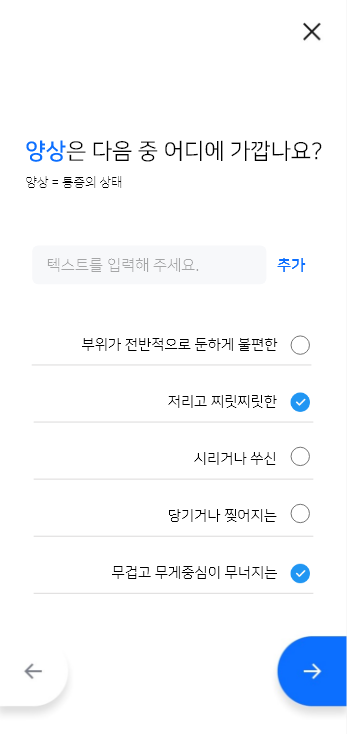 양상은 다음 중 어디에 가깝나요?
양상 = 통증의 상태
텍스트를 입력해 주세요.
추가
부위가 전반적으로 둔하게 불편한
저리고 찌릿찌릿한
시리거나 쑤신
당기거나 찢어지는
무겁고 무게중심이 무너지는